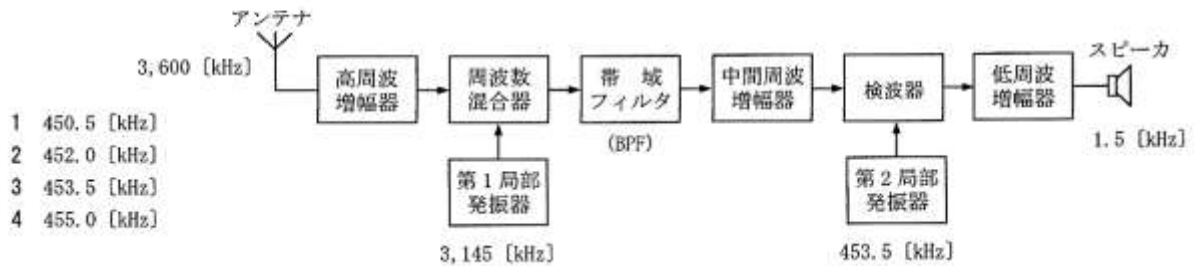 アンテナ
3,600 [kHz]
高周波
増幅器
周波数
混合器
帯 域
フィルタ
(BPF)
中間周波
増幅器
検波器
低周波
増幅器
スピーカ
1.5 [kHz]
第1局部
発振器
3,145 [kHz]
第2局部
発振器
453.5 [kHz]
1 450.5 [kHz]
2 452.0 [kHz]
3 453.5 [kHz]
4 455.0 [kHz]